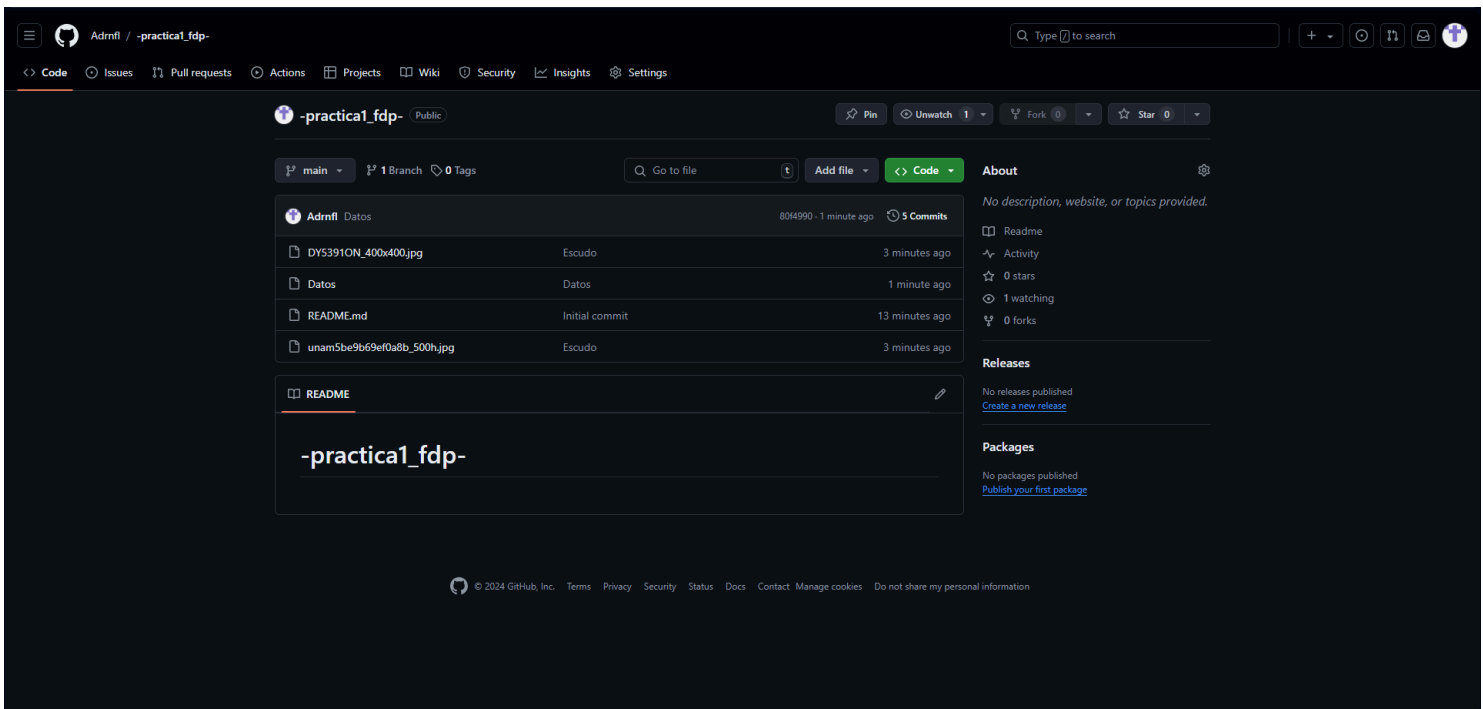 Adrnfl / -practica1_fdp-
Type / to search
Code Issues Pull requests Actions Projects Wiki Security Insights Settings
-practica1_fdp- Public
Pin Unwatch 1 Fork 0 Star 0
main 1 Branch 0 Tags
Go to file t Add file Code
Adrnfl Datos 80f4990 · 1 minute ago 5 Commits
DY5391ON_400x400.jpg Escudo 3 minutes ago
Datos Datos 1 minute ago
README.md Initial commit 13 minutes ago
unam5be9b69ef0a8b_500h.jpg Escudo 3 minutes ago
README
-practica1_fdp-
About
No description, website, or topics provided.
Readme
Activity
0 stars
1 watching
0 forks
Releases
No releases published
Create a new release
Packages
No packages published
Publish your first package
© 2024 GitHub, Inc. Terms Privacy Security Status Docs Contact Manage cookies Do not share my personal information